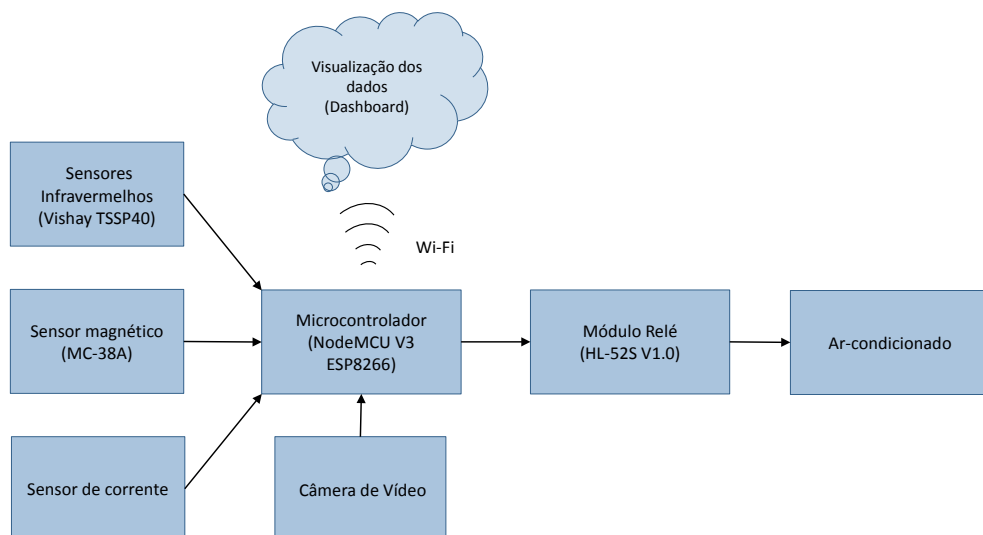 Visualização dos
dados
(Dashboard)
Sensores
Infravermelhos
(Vishay TSSP40)
Wi-Fi
Sensor magnético
(MC-38A)
Microcontrolador
(NodeMCU V3
ESP8266)
Módulo Relé
(HL-52S V1.0)
Ar-condicionado
Sensor de corrente
Câmera de Vídeo